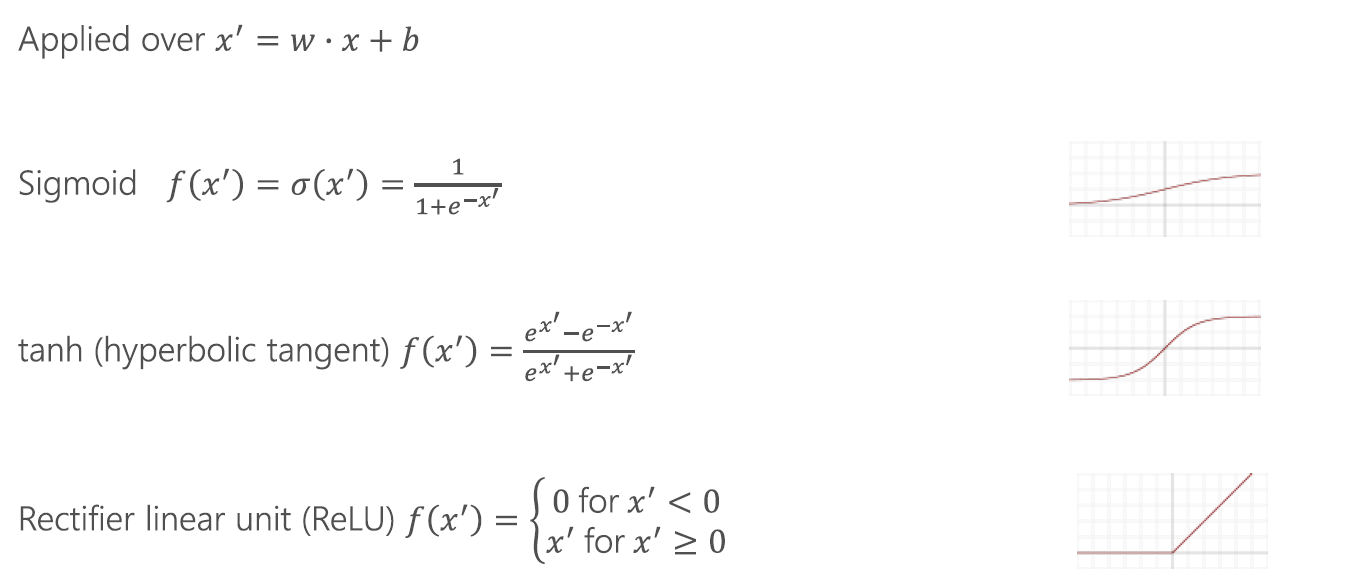 Applied over x′ = w · x + b
Sigmoid f(x′) = σ(x′) = 1/(1+e^−x′)
tanh (hyperbolic tangent) f(x′) = (e^x′−e^−x′)/(e^x′+e^−x′)
Rectifier linear unit (ReLU) f(x′) = {0 for x′ < 0
x′ for x′ ≥ 0